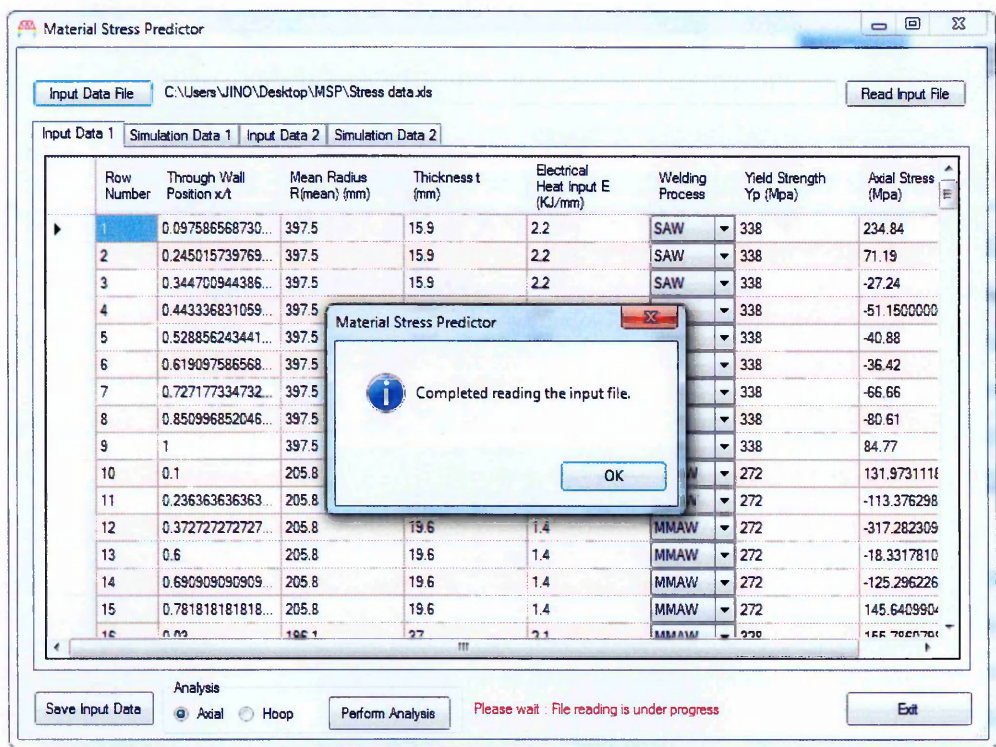 Material Stress Predictor
Input Data File C:\Users\JINO\Desktop\MSP\Stress data.xls Read Input File
Input Data 1 Simulation Data 1 Input Data 2 Simulation Data 2
Row Number Through Wall Position x/t Mean Radius R(mean) (mm) Thickness t (mm) Electrical Heat Input E (KJ/mm) Welding Process Yield Strength Yp (Mpa) Axial Stress (Mpa)
1 0.097586568730... 397.5 15.9 2.2 SAW 338 234.84
2 0.245015739769... 397.5 15.9 2.2 SAW 338 71.19
3 0.344700944386... 397.5 15.9 2.2 SAW 338 -27.24
4 0.443336831059... 397.5 338 -51.1500000
5 0.528856243441... 397.5 338 -40.88
6 0.619097586568... 397.5 338 -36.42
7 0.727177334732... 397.5 338 -66.66
8 0.850996852046... 397.5 338 -80.61
9 1 397.5 338 84.77
10 0.1 205.8 272 131.9731118
11 0.236363636363... 205.8 272 -113.376298
12 0.372727272727... 205.8 19.6 1.4 MMAW 272 -317.282309
13 0.6 205.8 19.6 1.4 MMAW 272 -18.3317810
14 0.690909090909... 205.8 19.6 1.4 MMAW 272 -125.296226
15 0.781818181818... 205.8 19.6 1.4 MMAW 272 145.6409904
Material Stress Predictor
Completed reading the input file.
OK
Save Input Data Analysis Axial Hoop Perform Analysis Please wait : File reading is under progress Exit